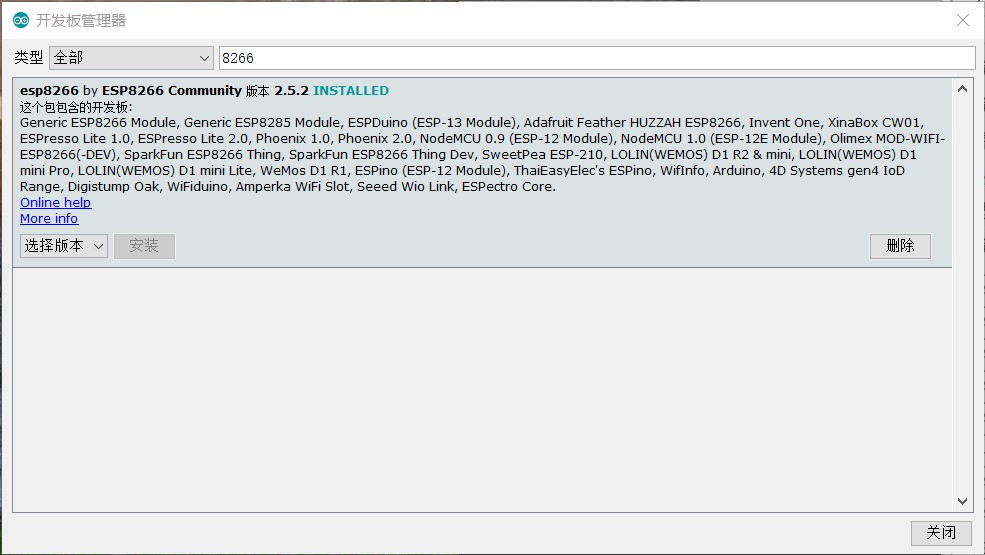 开发板管理器
类型 全部 8266
esp8266 by ESP8266 Community 版本 2.5.2 INSTALLED
这个包包含的开发板：
Generic ESP8266 Module, Generic ESP8285 Module, ESPDuino (ESP-13 Module), Adafruit Feather HUZZAH ESP8266, Invent One, XinaBox CW01,
ESPresso Lite 1.0, ESPresso Lite 2.0, Phoenix 1.0, Phoenix 2.0, NodeMCU 0.9 (ESP-12 Module), NodeMCU 1.0 (ESP-12E Module), Olimex MOD-WIFI-
ESP8266(-DEV), SparkFun ESP8266 Thing, SparkFun ESP8266 Thing Dev, SweetPea ESP-210, LOLIN(WEMOS) D1 R2 & mini, LOLIN(WEMOS) D1
mini Pro, LOLIN(WEMOS) D1 mini Lite, WeMos D1 R1, ESPino (ESP-12 Module), ThaiEasyElec's ESPino, WifInfo, Arduino, 4D Systems gen4 IoD
Range, Digistump Oak, WiFiduino, Amperka WiFi Slot, Seeed Wio Link, ESPectro Core.
Online help
More info
选择版本 安装 删除
关闭